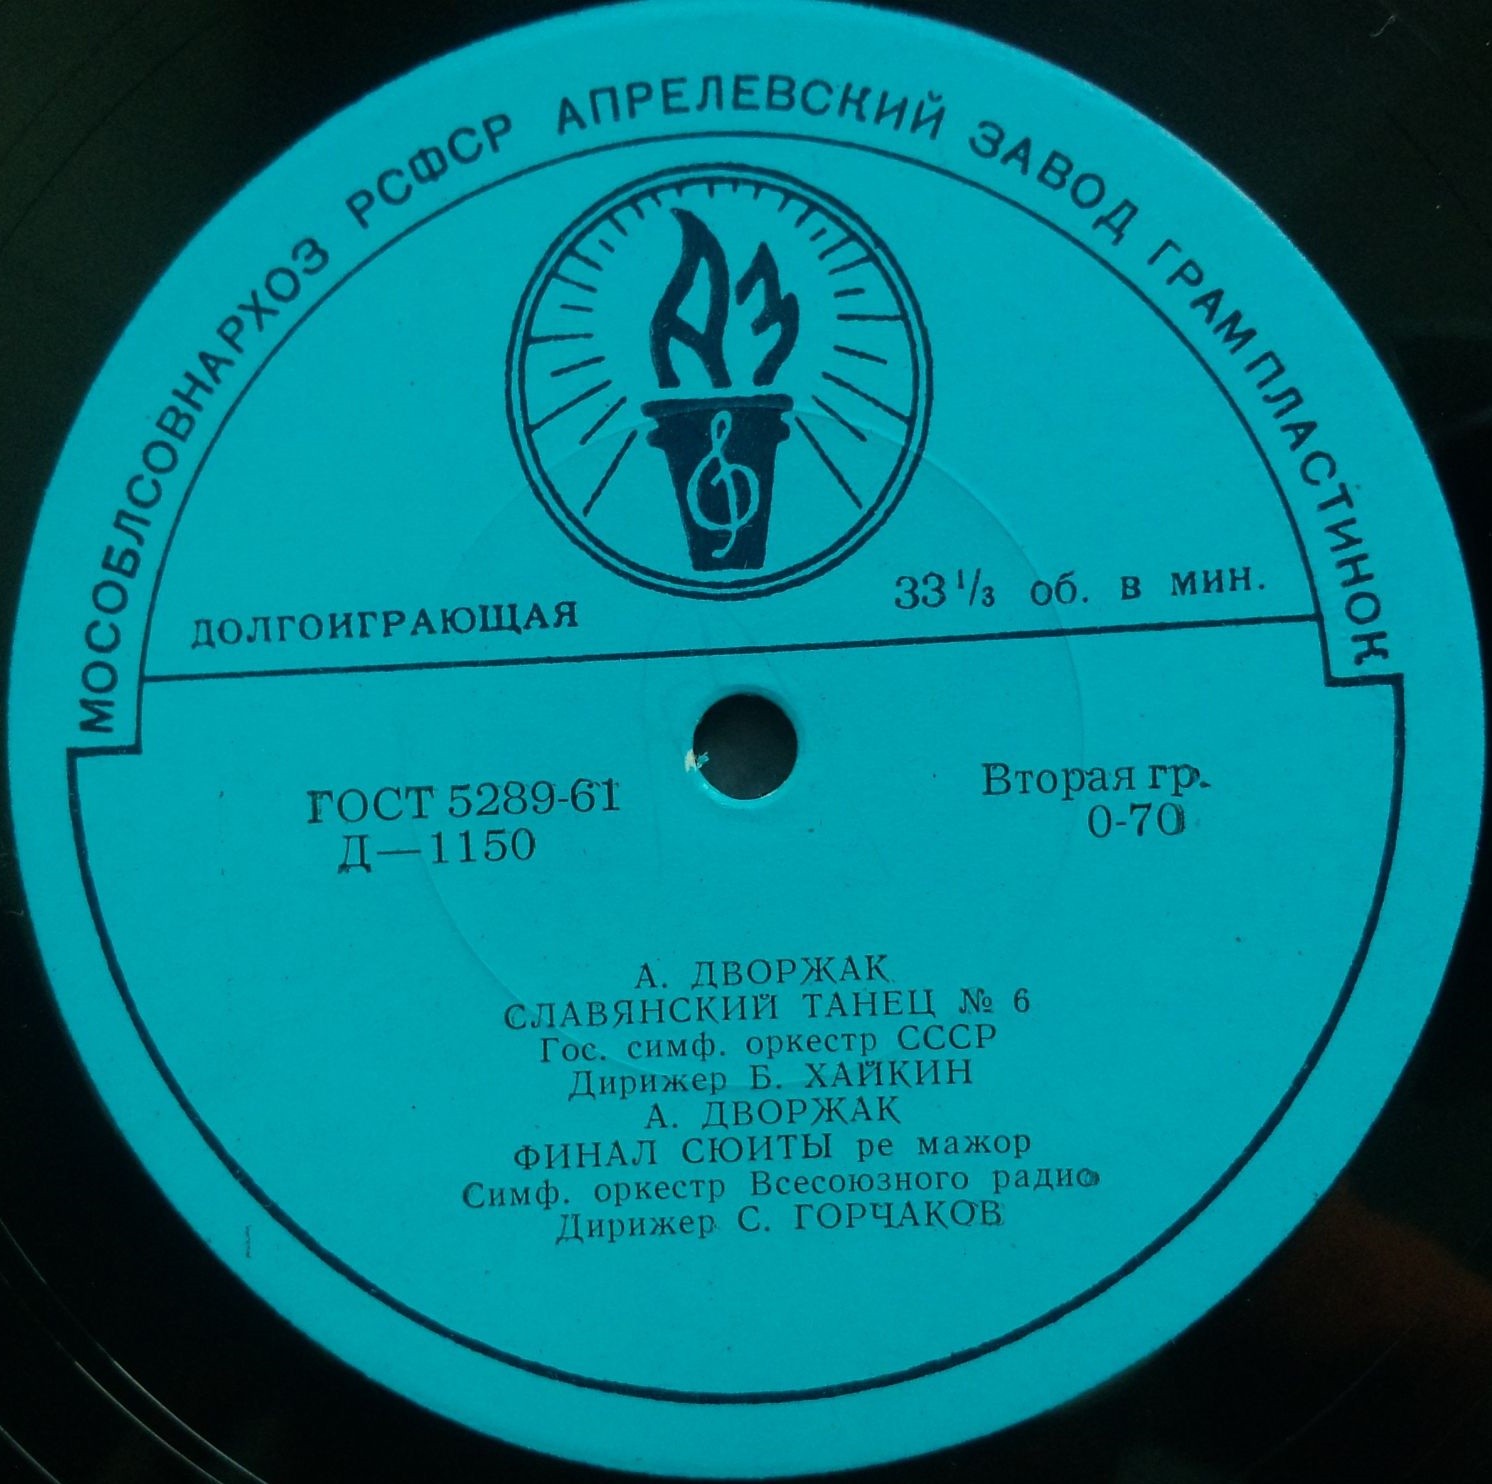 МОСОБЛСОВНАРХОЗ РСФСР АПРЕЛЕВСКИЙ ЗАВОД ГРАМПЛАСТИНОК
АЗ
ДОЛГОИГРАЮЩАЯ
33 1/3 об. в мин.
ГОСТ 5289-61
Д—1150
Вторая гр.
0-70
А. ДВОРЖАК
СЛАВЯНСКИЙ ТАНЕЦ № 6
Гос. симф. оркестр СССР
Дирижер Б. ХАЙКИН
А. ДВОРЖАК
ФИНАЛ СЮИТЫ ре мажор
Симф. оркестр Всесоюзного радио
Дирижер С. ГОРЧАКОВ